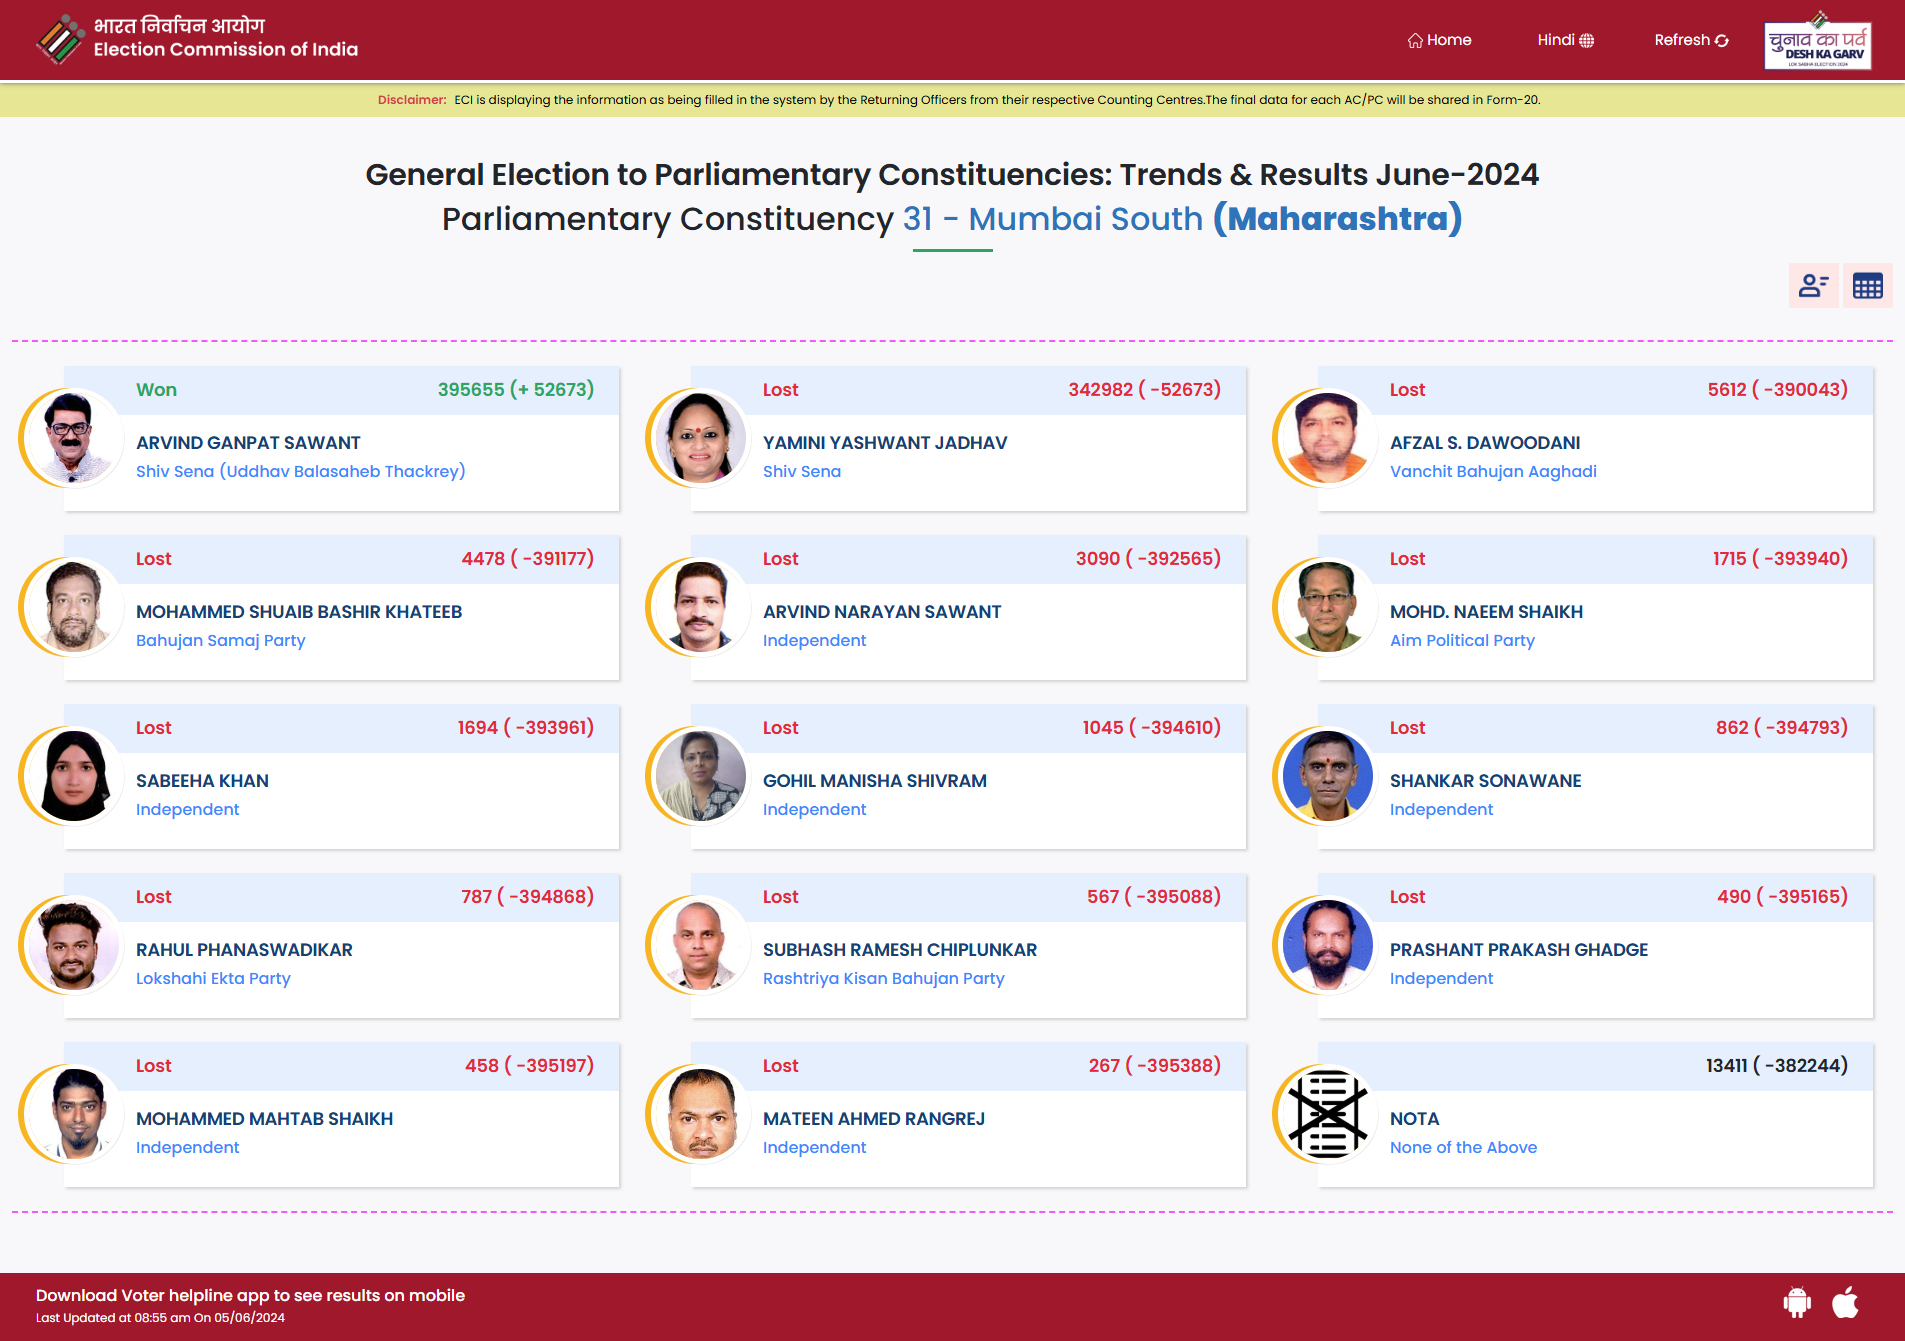 भारत निर्वाचन आयोग
Election Commission of India
Home
Hindi
Refresh
चुनाव का पर्व
DESH KA GARV
LOK SABHA ELECTION 2024
Disclaimer: ECI is displaying the information as being filled in the system by the Returning Officers from their respective Counting Centres.The final data for each AC/PC will be shared in Form-20.
General Election to Parliamentary Constituencies: Trends & Results June-2024
Parliamentary Constituency 31 - Mumbai South (Maharashtra)
Won 395655 (+ 52673)
ARVIND GANPAT SAWANT
Shiv Sena (Uddhav Balasaheb Thackrey)
Lost 342982 ( -52673)
YAMINI YASHWANT JADHAV
Shiv Sena
Lost 5612 ( -390043)
AFZAL S. DAWOODANI
Vanchit Bahujan Aaghadi
Lost 4478 ( -391177)
MOHAMMED SHUAIB BASHIR KHATEEB
Bahujan Samaj Party
Lost 3090 ( -392565)
ARVIND NARAYAN SAWANT
Independent
Lost 1715 ( -393940)
MOHD. NAEEM SHAIKH
Aim Political Party
Lost 1694 ( -393961)
SABEEHA KHAN
Independent
Lost 1045 ( -394610)
GOHIL MANISHA SHIVRAM
Independent
Lost 862 ( -394793)
SHANKAR SONAWANE
Independent
Lost 787 ( -394868)
RAHUL PHANASWADIKAR
Lokshahi Ekta Party
Lost 567 ( -395088)
SUBHASH RAMESH CHIPLUNKAR
Rashtriya Kisan Bahujan Party
Lost 490 ( -395165)
PRASHANT PRAKASH GHADGE
Independent
Lost 458 ( -395197)
MOHAMMED MAHTAB SHAIKH
Independent
Lost 267 ( -395388)
MATEEN AHMED RANGREJ
Independent
13411 ( -382244)
NOTA
None of the Above
Download Voter helpline app to see results on mobile
Last Updated at 08:55 am On 05/06/2024